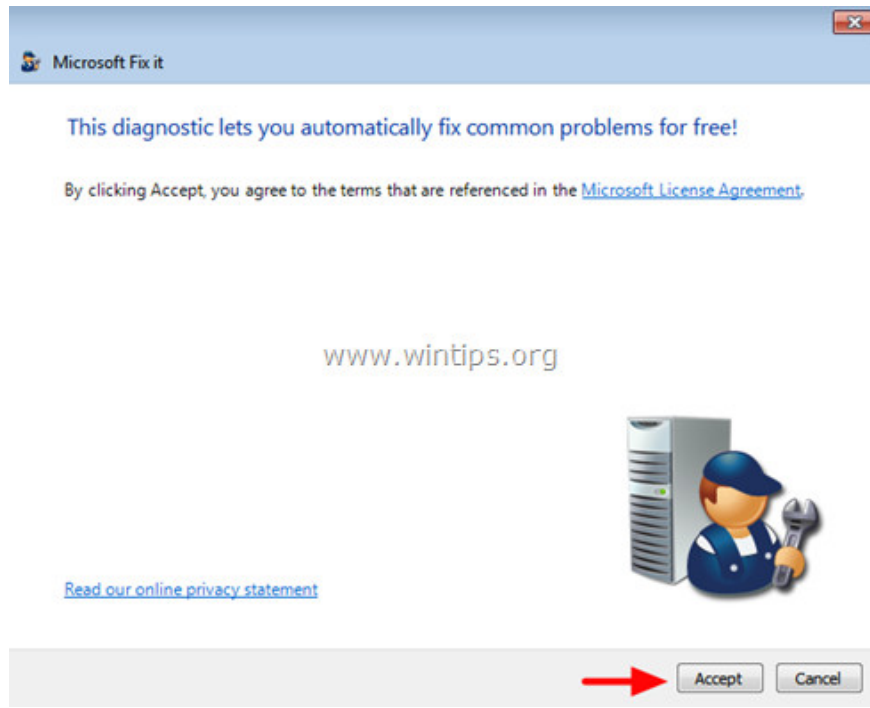 Microsoft Fix it
This diagnostic lets you automatically fix common problems for free!
By clicking Accept, you agree to the terms that are referenced in the Microsoft License Agreement.
www.wintips.org
Read our online privacy statement
Accept Cancel